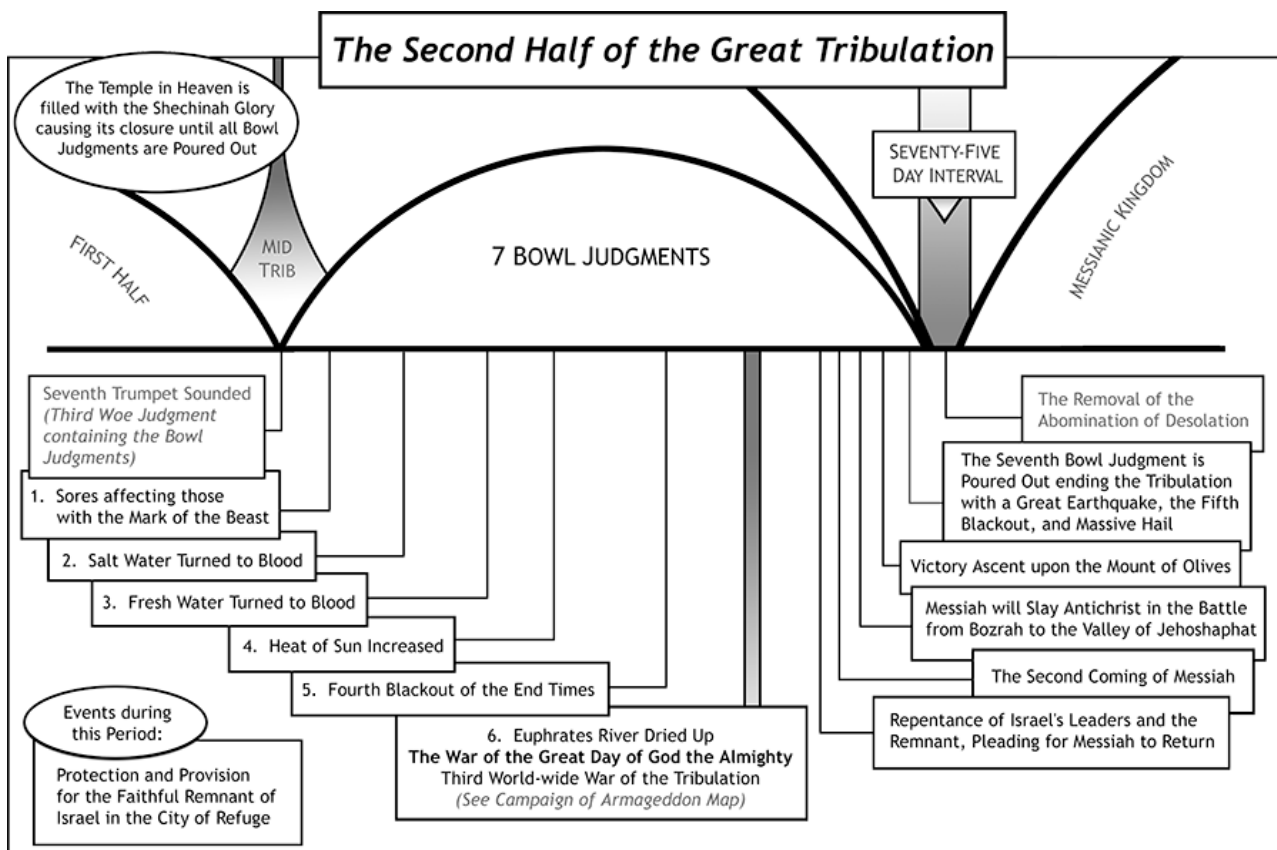 The Second Half of the Great Tribulation
The Temple in Heaven is
filled with the Shechinah Glory
causing its closure until all Bowl
Judgments are Poured Out
SEVENTY-FIVE
DAY INTERVAL
FIRST HALF
MID
TRIB
7 BOWL JUDGMENTS
MESSIANIC KINGDOM
Seventh Trumpet Sounded
(Third Woe Judgment
containing the Bowl
Judgments)
1. Sores affecting those
with the Mark of the Beast
2. Salt Water Turned to Blood
3. Fresh Water Turned to Blood
4. Heat of Sun Increased
5. Fourth Blackout of the End Times
6. Euphrates River Dried Up
The War of the Great Day of God the Almighty
Third World-wide War of the Tribulation
(See Campaign of Armageddon Map)
Events during
this Period:
Protection and Provision
for the Faithful Remnant of
Israel in the City of Refuge
The Removal of the
Abomination of Desolation
The Seventh Bowl Judgment is
Poured Out ending the Tribulation
with a Great Earthquake, the Fifth
Blackout, and Massive Hail
Victory Ascent upon the Mount of Olives
Messiah will Slay Antichrist in the Battle
from Bozrah to the Valley of Jehoshaphat
The Second Coming of Messiah
Repentance of Israel's Leaders and the
Remnant, Pleading for Messiah to Return